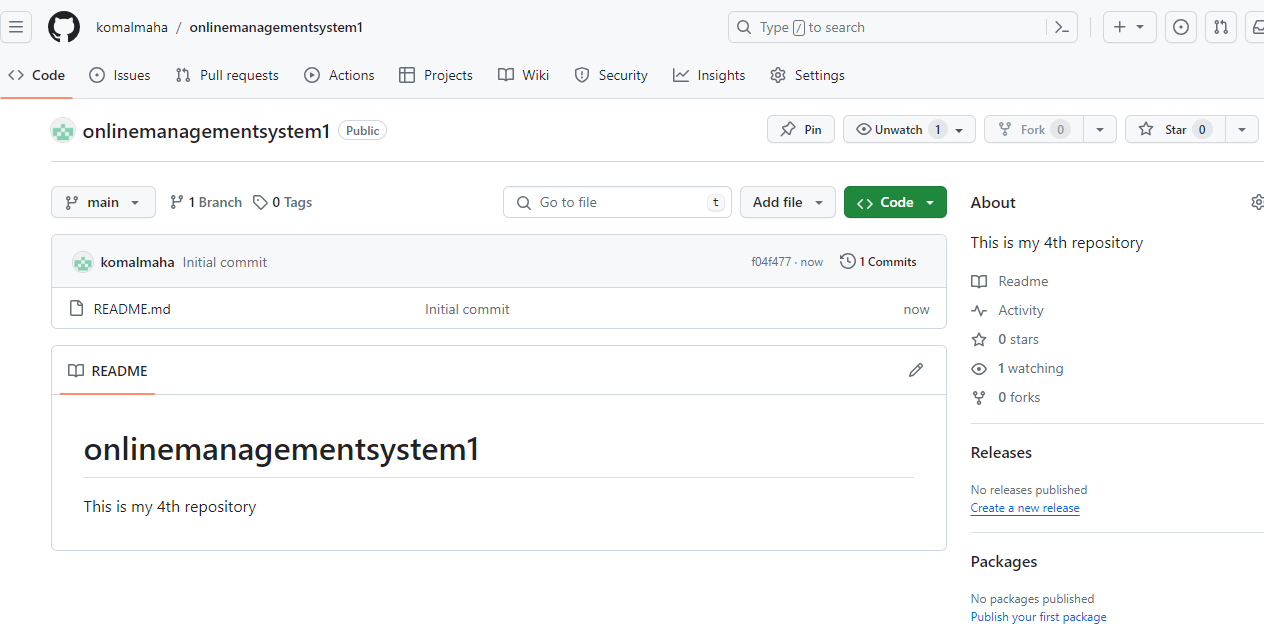 komalmaha / onlinemanagementsystem1
Type / to search
Code Issues Pull requests Actions Projects Wiki Security Insights Settings
onlinemanagementsystem1 Public
Pin Unwatch 1 Fork 0 Star 0
main 1 Branch 0 Tags Go to file t Add file Code
komalmaha Initial commit f04f477 · now 1 Commits
README.md Initial commit now
README
onlinemanagementsystem1
This is my 4th repository
About
This is my 4th repository
Readme
Activity
0 stars
1 watching
0 forks
Releases
No releases published
Create a new release
Packages
No packages published
Publish your first package